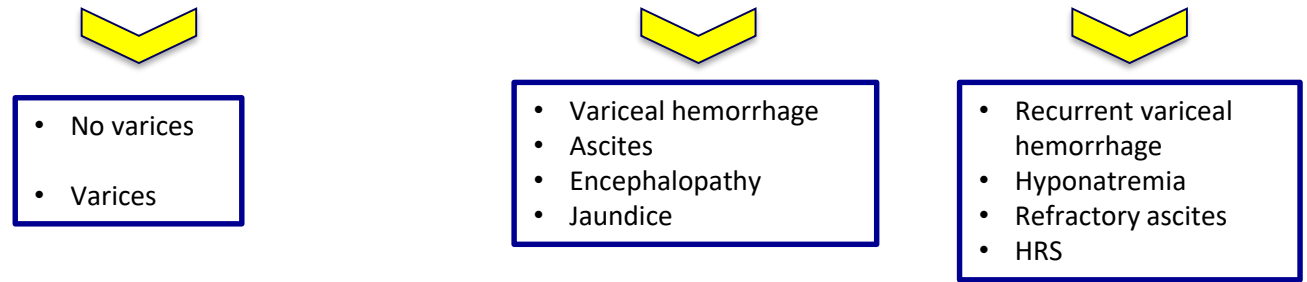 • No varices
• Varices
• Variceal hemorrhage
• Ascites
• Encephalopathy
• Jaundice
• Recurrent variceal
hemorrhage
• Hyponatremia
• Refractory ascites
• HRS